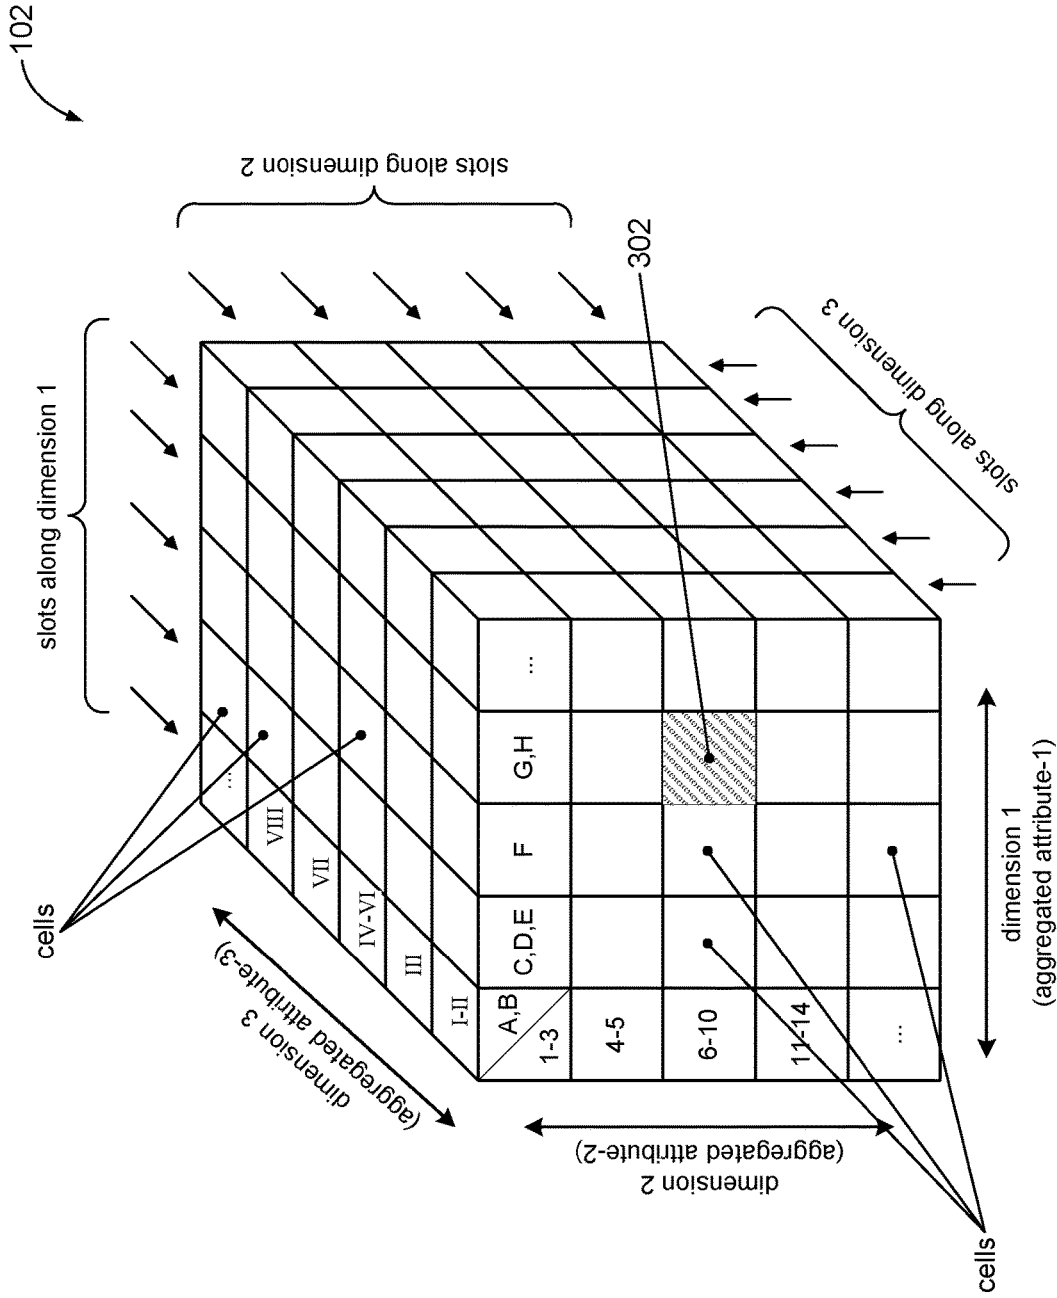 102
slots along dimension 1
slots along dimension 2
302
slots along dimension 3
cells
dimension 3
(aggregated attribute-3)
...
VIII
VII
IV-VI
III
I-II
A,B
C,D,E
F
G,H
...
1-3
4-5
6-10
11-14
...
dimension 2
(aggregated attribute-2)
dimension 1
(aggregated attribute-1)
cells